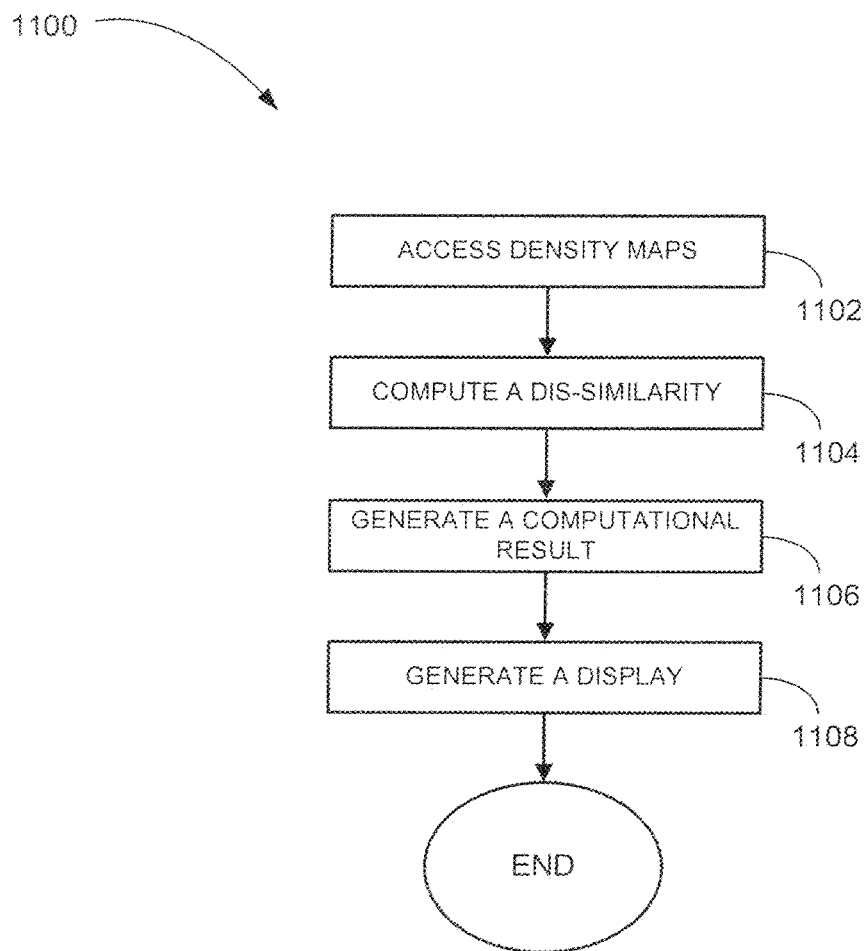 1100
ACCESS DENSITY MAPS
1102
COMPUTE A DIS-SIMILARITY
1104
GENERATE A COMPUTATIONAL
RESULT
1106
GENERATE A DISPLAY
1108
END